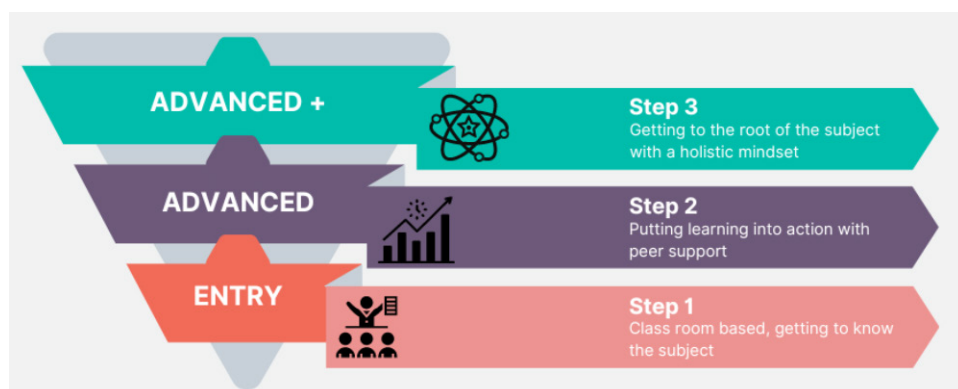 ADVANCED +
Step 3
Getting to the root of the subject
with a holistic mindset
ADVANCED
Step 2
Putting learning into action with
peer support
ENTRY
Step 1
Class room based, getting to know
the subject